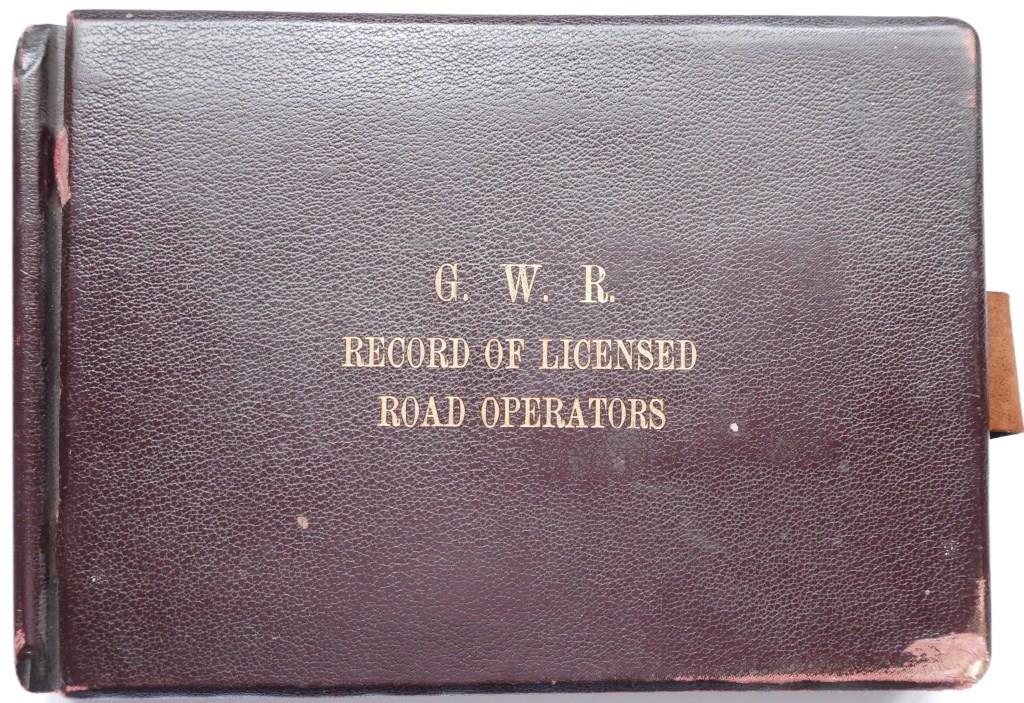 G. W. R.
RECORD OF LICENSED
ROAD OPERATORS